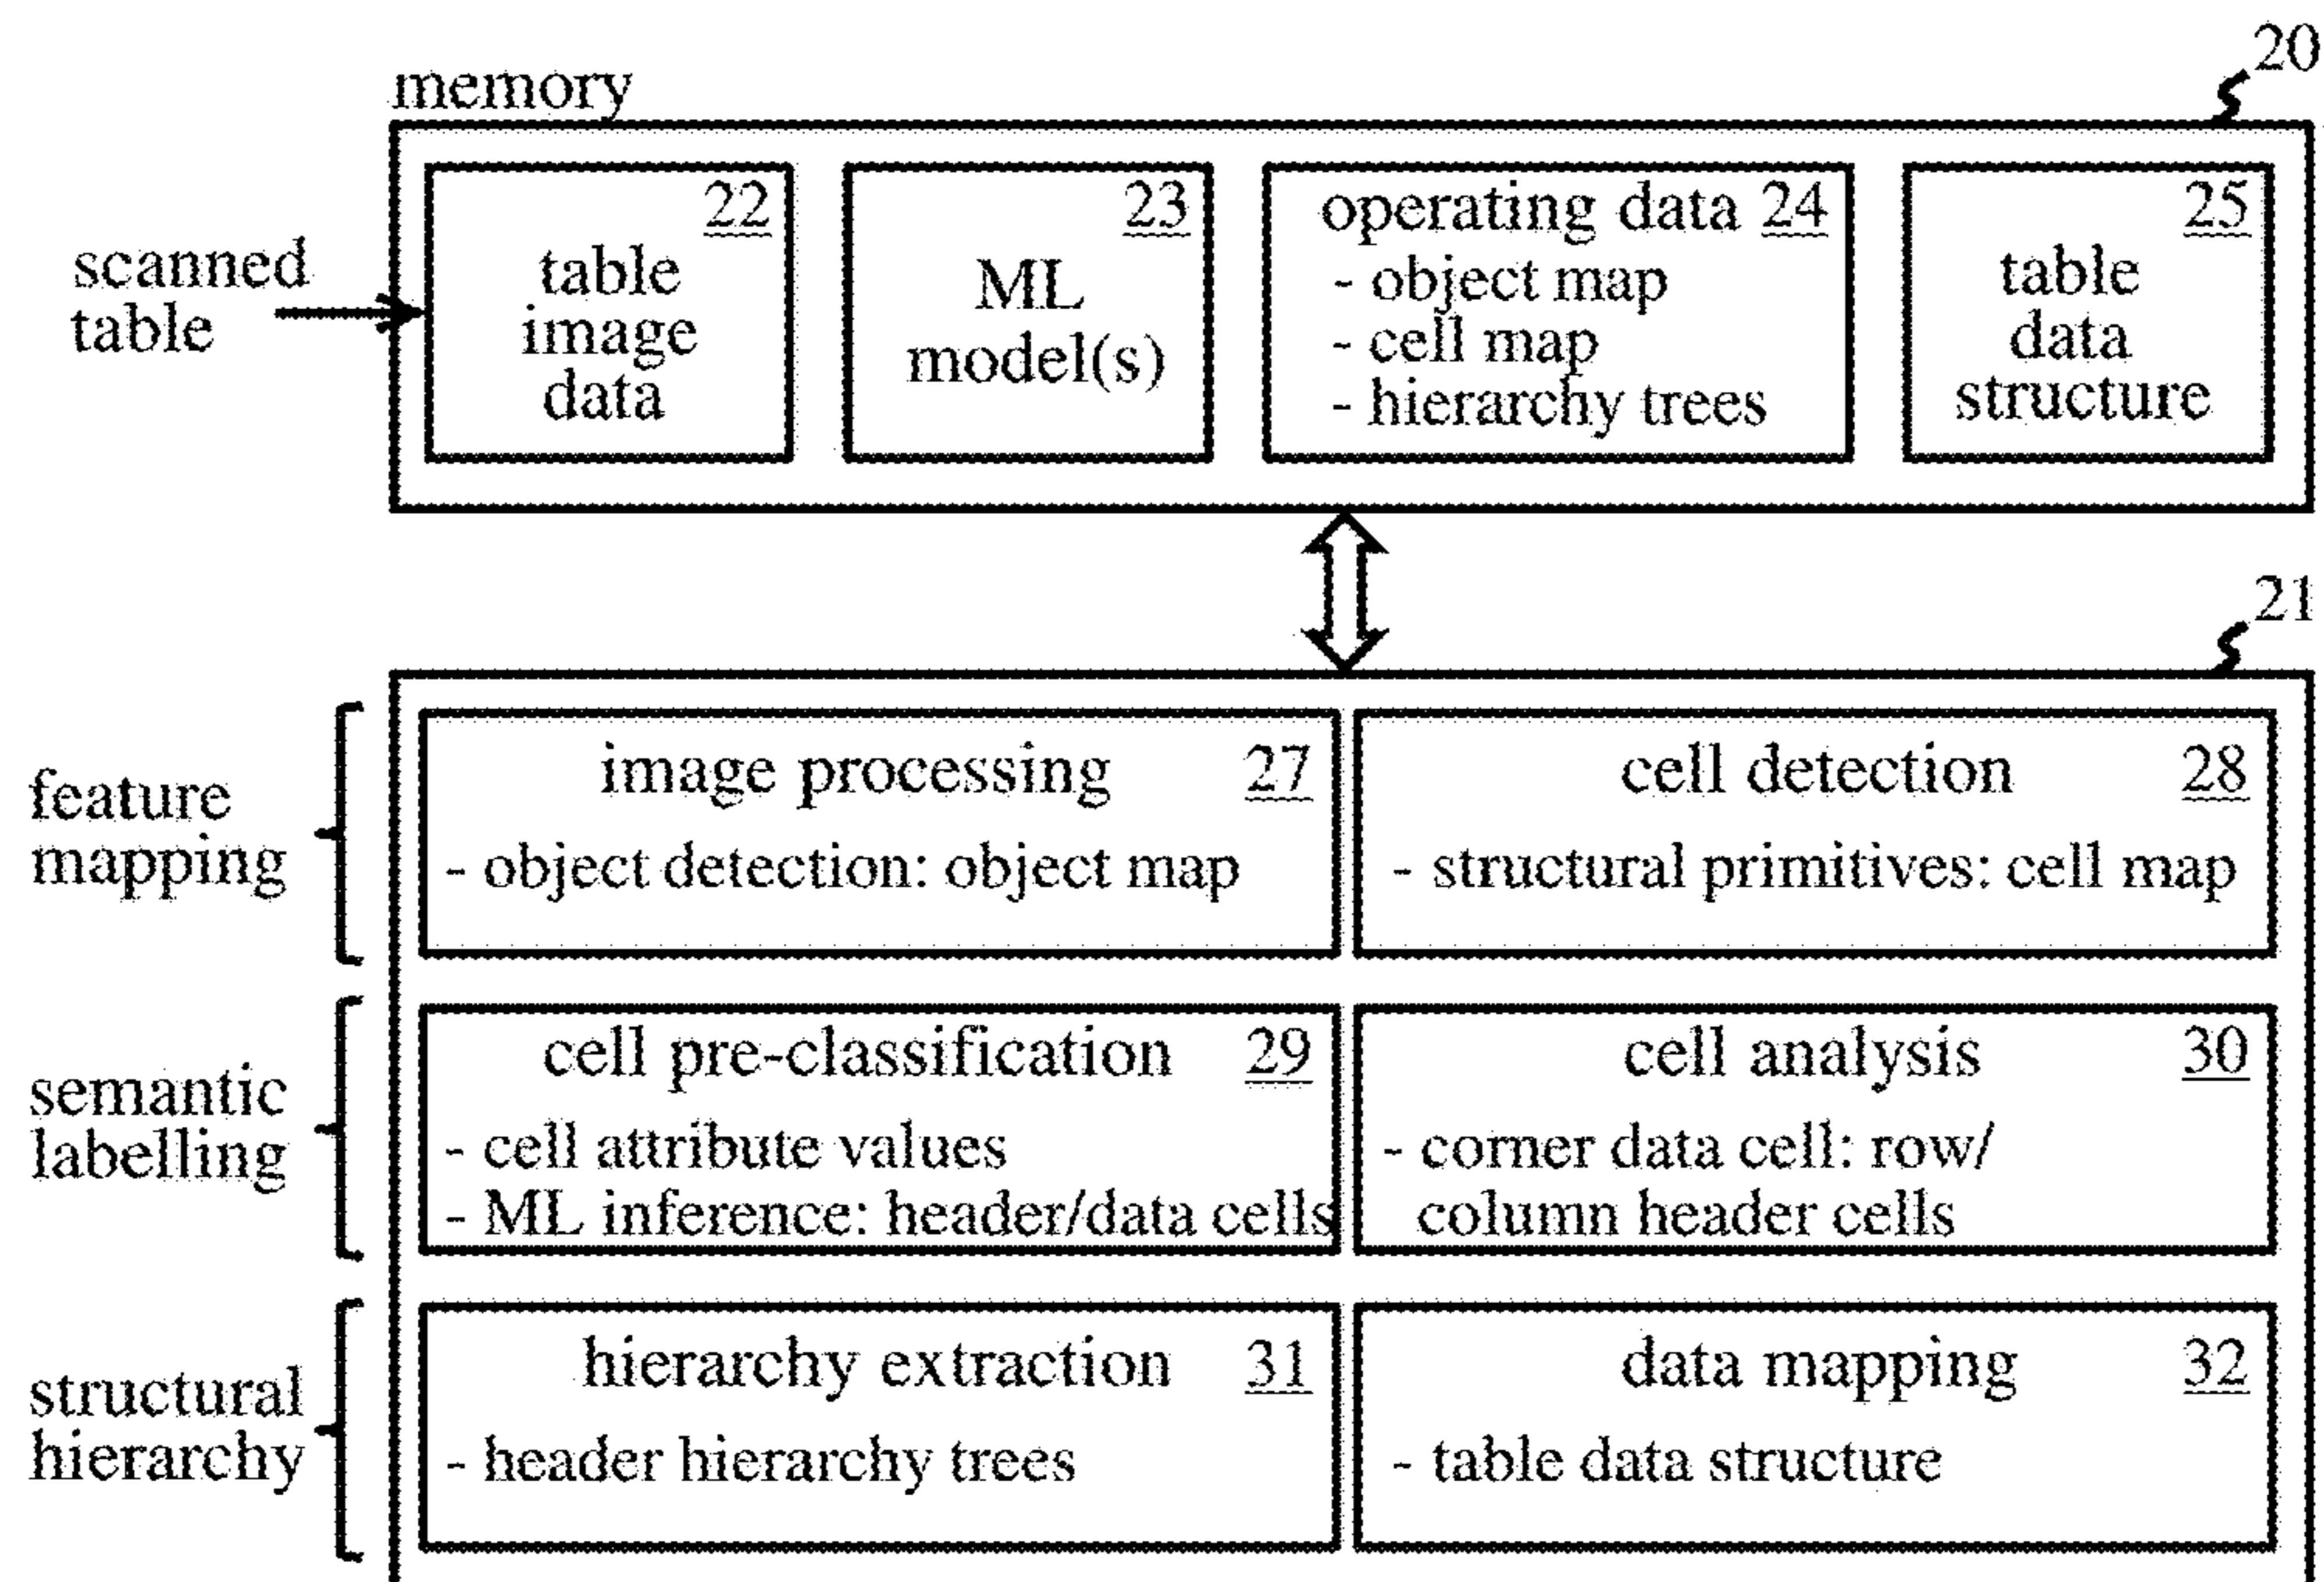 20
memory
scanned
table
22
table
image
data
23
ML
model(s)
operating data 24
- object map
- cell map
- hierarchy trees
25
table
data
structure
21
feature
mapping
image processing 27
- object detection: object map
cell detection 28
- structural primitives: cell map
semantic
labelling
cell pre-classification 29
- cell attribute values
- ML inference: header/data cells
cell analysis 30
- corner data cell: row/
column header cells
structural
hierarchy
hierarchy extraction 31
- header hierarchy trees
data mapping 32
- table data structure